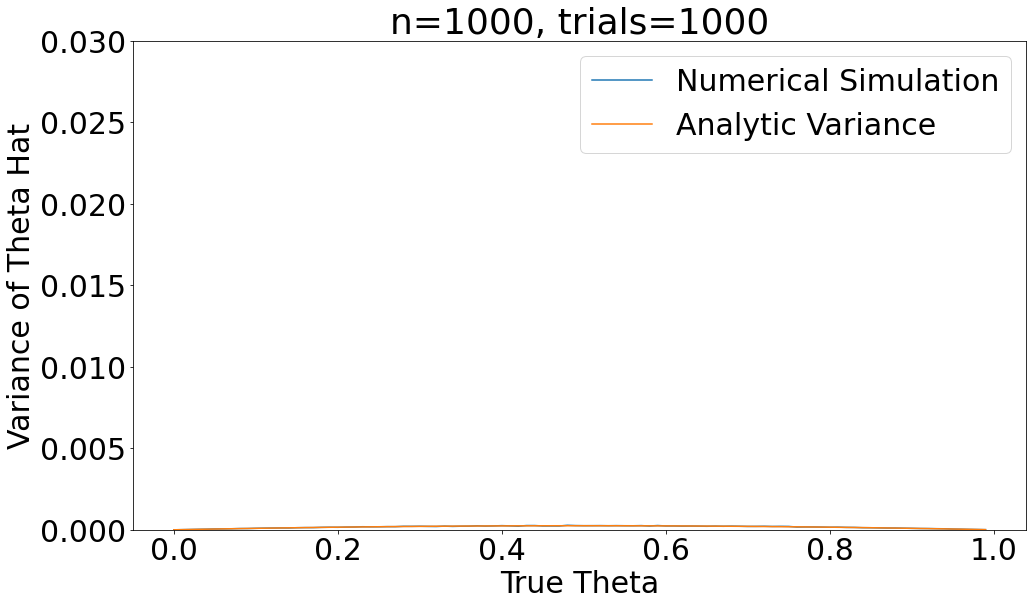 n=1000, trials=1000
Numerical Simulation
Analytic Variance
Variance of Theta Hat
0.030
0.025
0.020
0.015
0.010
0.005
0.000
0.0 0.2 0.4 0.6 0.8 1.0
True Theta